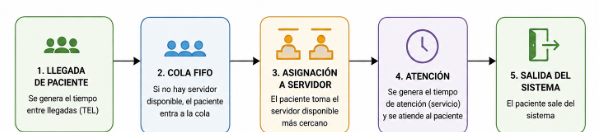 1. LLEGADA
DE PACIENTE
Se genera el tiempo
entre llegadas (TEL)
2. COLA FIFO
Si no hay servidor
disponible, el paciente
entra a la cola
3. ASIGNACIÓN
A SERVIDOR
El paciente toma el
servidor disponible
más cercano
4. ATENCIÓN
Se genera el tiempo
de atención (servicio) y
se atiende al paciente
5. SALIDA DEL
SISTEMA
El paciente sale del
sistema